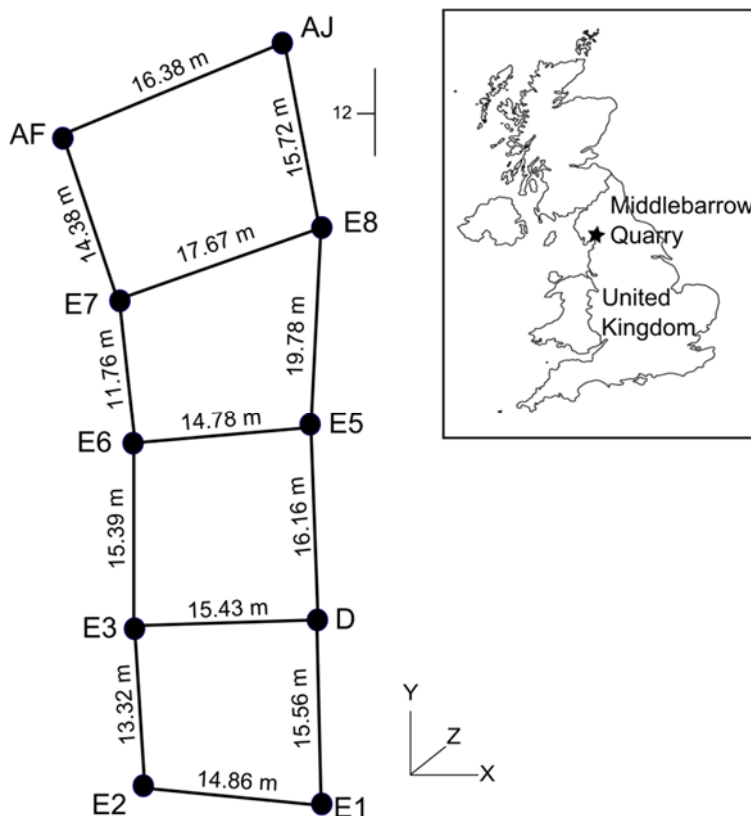 AJ
16.38 m
AF
12
15.72 m
14.38 m
E8
17.67 m
E7
19.78 m
11.76 m
14.78 m
E5
E6
15.39 m
16.16 m
15.43 m
D
E3
13.32 m
15.56 m
14.86 m
E2
E1
Y
Z
X
Middlebarrow
Quarry
United
Kingdom